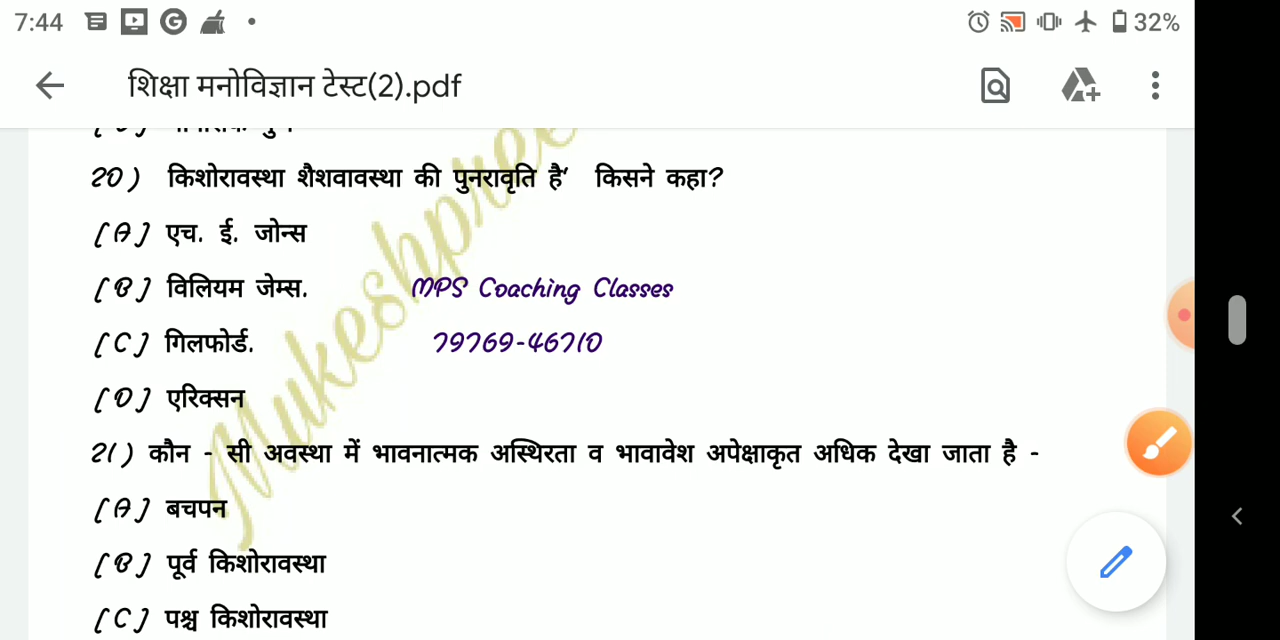 7:44 32%
शिक्षा मनोविज्ञान टेस्ट(2).pdf
20) किशोरावस्था शैशवावस्था की पुनरावृति है’ किसने कहा?
[A] एच. ई. जोन्स
[B] विलियम जेम्स. MPS Coaching Classes
[C] गिलफोर्ड. 79769-46710
[D] एरिक्सन
21) कौन - सी अवस्था में भावनात्मक अस्थिरता व भावावेश अपेक्षाकृत अधिक देखा जाता है -
[A] बचपन
[B] पूर्व किशोरावस्था
[C] पश्च किशोरावस्था